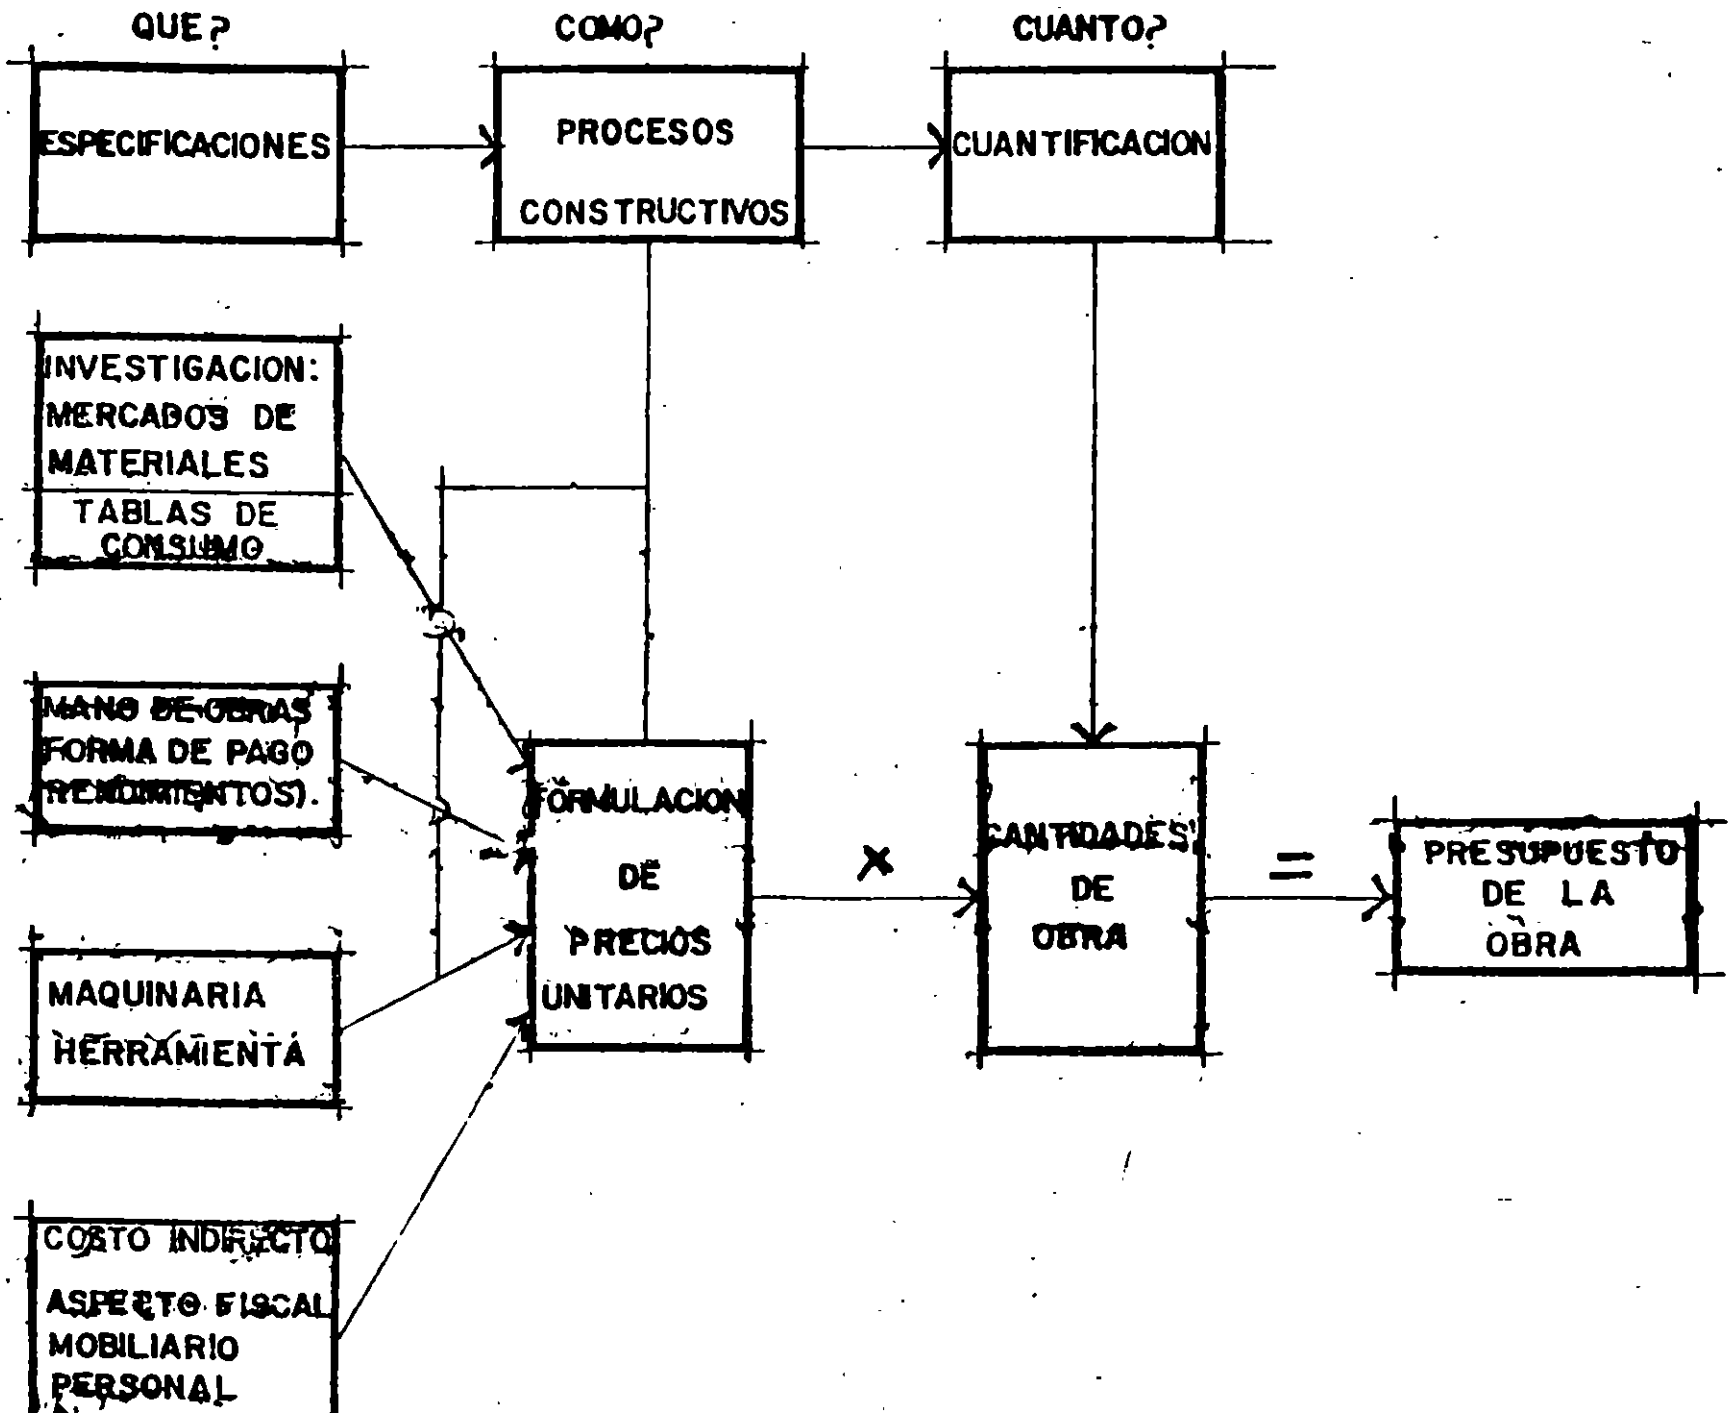 QUE?
COMO?
CUANTO?
ESPECIFICACIONES
PROCESOS
CONSTRUCTIVOS
CUANTIFICACION
INVESTIGACION:
MERCADOS DE
MATERIALES
TABLAS DE
CONSUMO
MANO DE OBRAS
FORMA DE PAGO
RENDIMIENTOS).
MAQUINARIA
HERRAMIENTA
COSTO INDIRECTO
ASPECTO FISCAL
MOBILIARIO
PERSONAL
FORMULACION
DE
PRECIOS
UNITARIOS
X
CANTIDADES
DE
OBRA
=
PRESUPUESTO
DE LA
OBRA